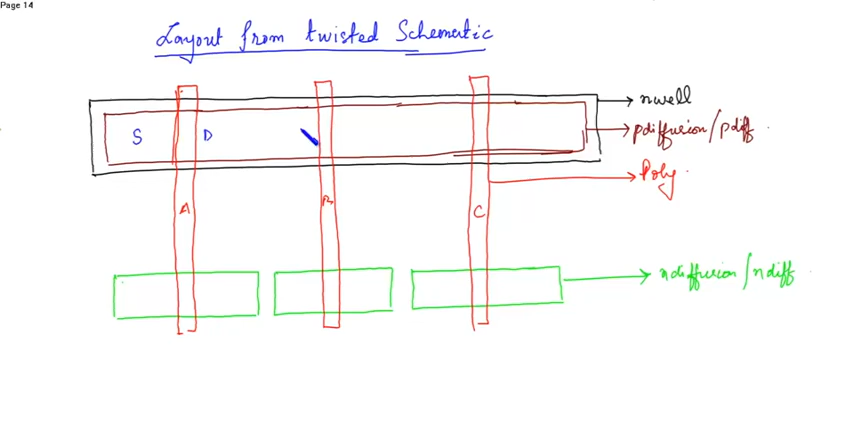 Page 14
Layout from twisted Schematic
nwell
S D pdiffusion/pdiff.
Poly
A B C
ndiffusion/ndiff